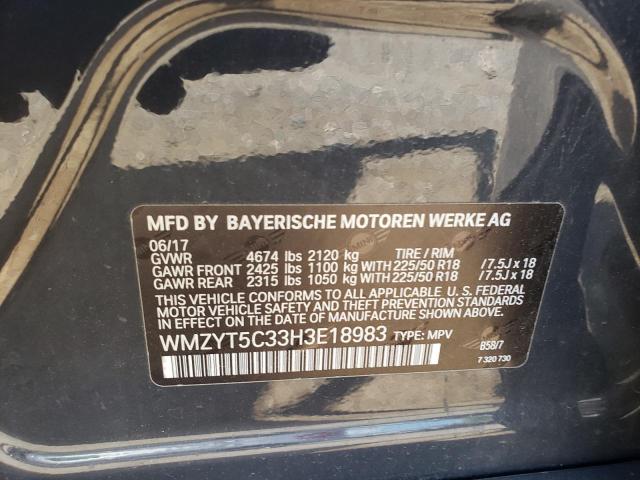 MFD BY BAYERISCHE MOTOREN WERKE AG
06/17
GVWR 4674 lbs 2120 kg TIRE / RIM
GAWR FRONT 2425 lbs 1100 kg WITH 225/50 R18 /7.5J x 18
GAWR REAR 2315 lbs 1050 kg WITH 225/50 R18 /7.5J x 18
THIS VEHICLE CONFORMS TO ALL APPLICABLE U. S. FEDERAL
MOTOR VEHICLE SAFETY AND THEFT PREVENTION STANDARDS
IN EFFECT ON THE DATE OF MANUFACTURE SHOWN ABOVE
WMZYT5C33H3E18983 TYPE: MPV B58/7
7 320 730